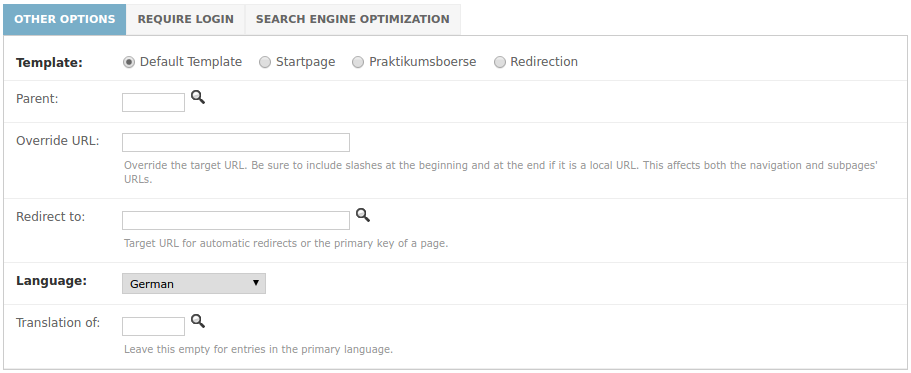 OTHER OPTIONS REQUIRE LOGIN SEARCH ENGINE OPTIMIZATION
Template: Default Template Startpage Praktikumsboerse Redirection
Parent:
Override URL:
Override the target URL. Be sure to include slashes at the beginning and at the end if it is a local URL. This affects both the navigation and subpages'
URLs.
Redirect to:
Target URL for automatic redirects or the primary key of a page.
Language: German
Translation of:
Leave this empty for entries in the primary language.